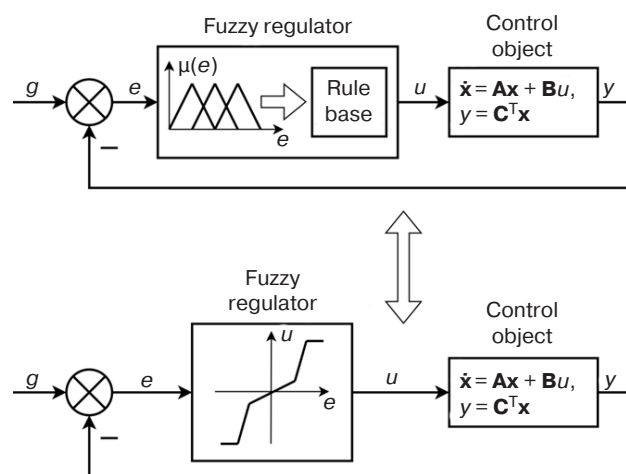 Fuzzy regulator
Control
object
g
e
μ(e)
e
Rule
base
u
ẋ = Ax + Bu,
y = Cᵀx
y
–
Fuzzy
regulator
Control
object
g
e
u
e
u
ẋ = Ax + Bu,
y = Cᵀx
y
–